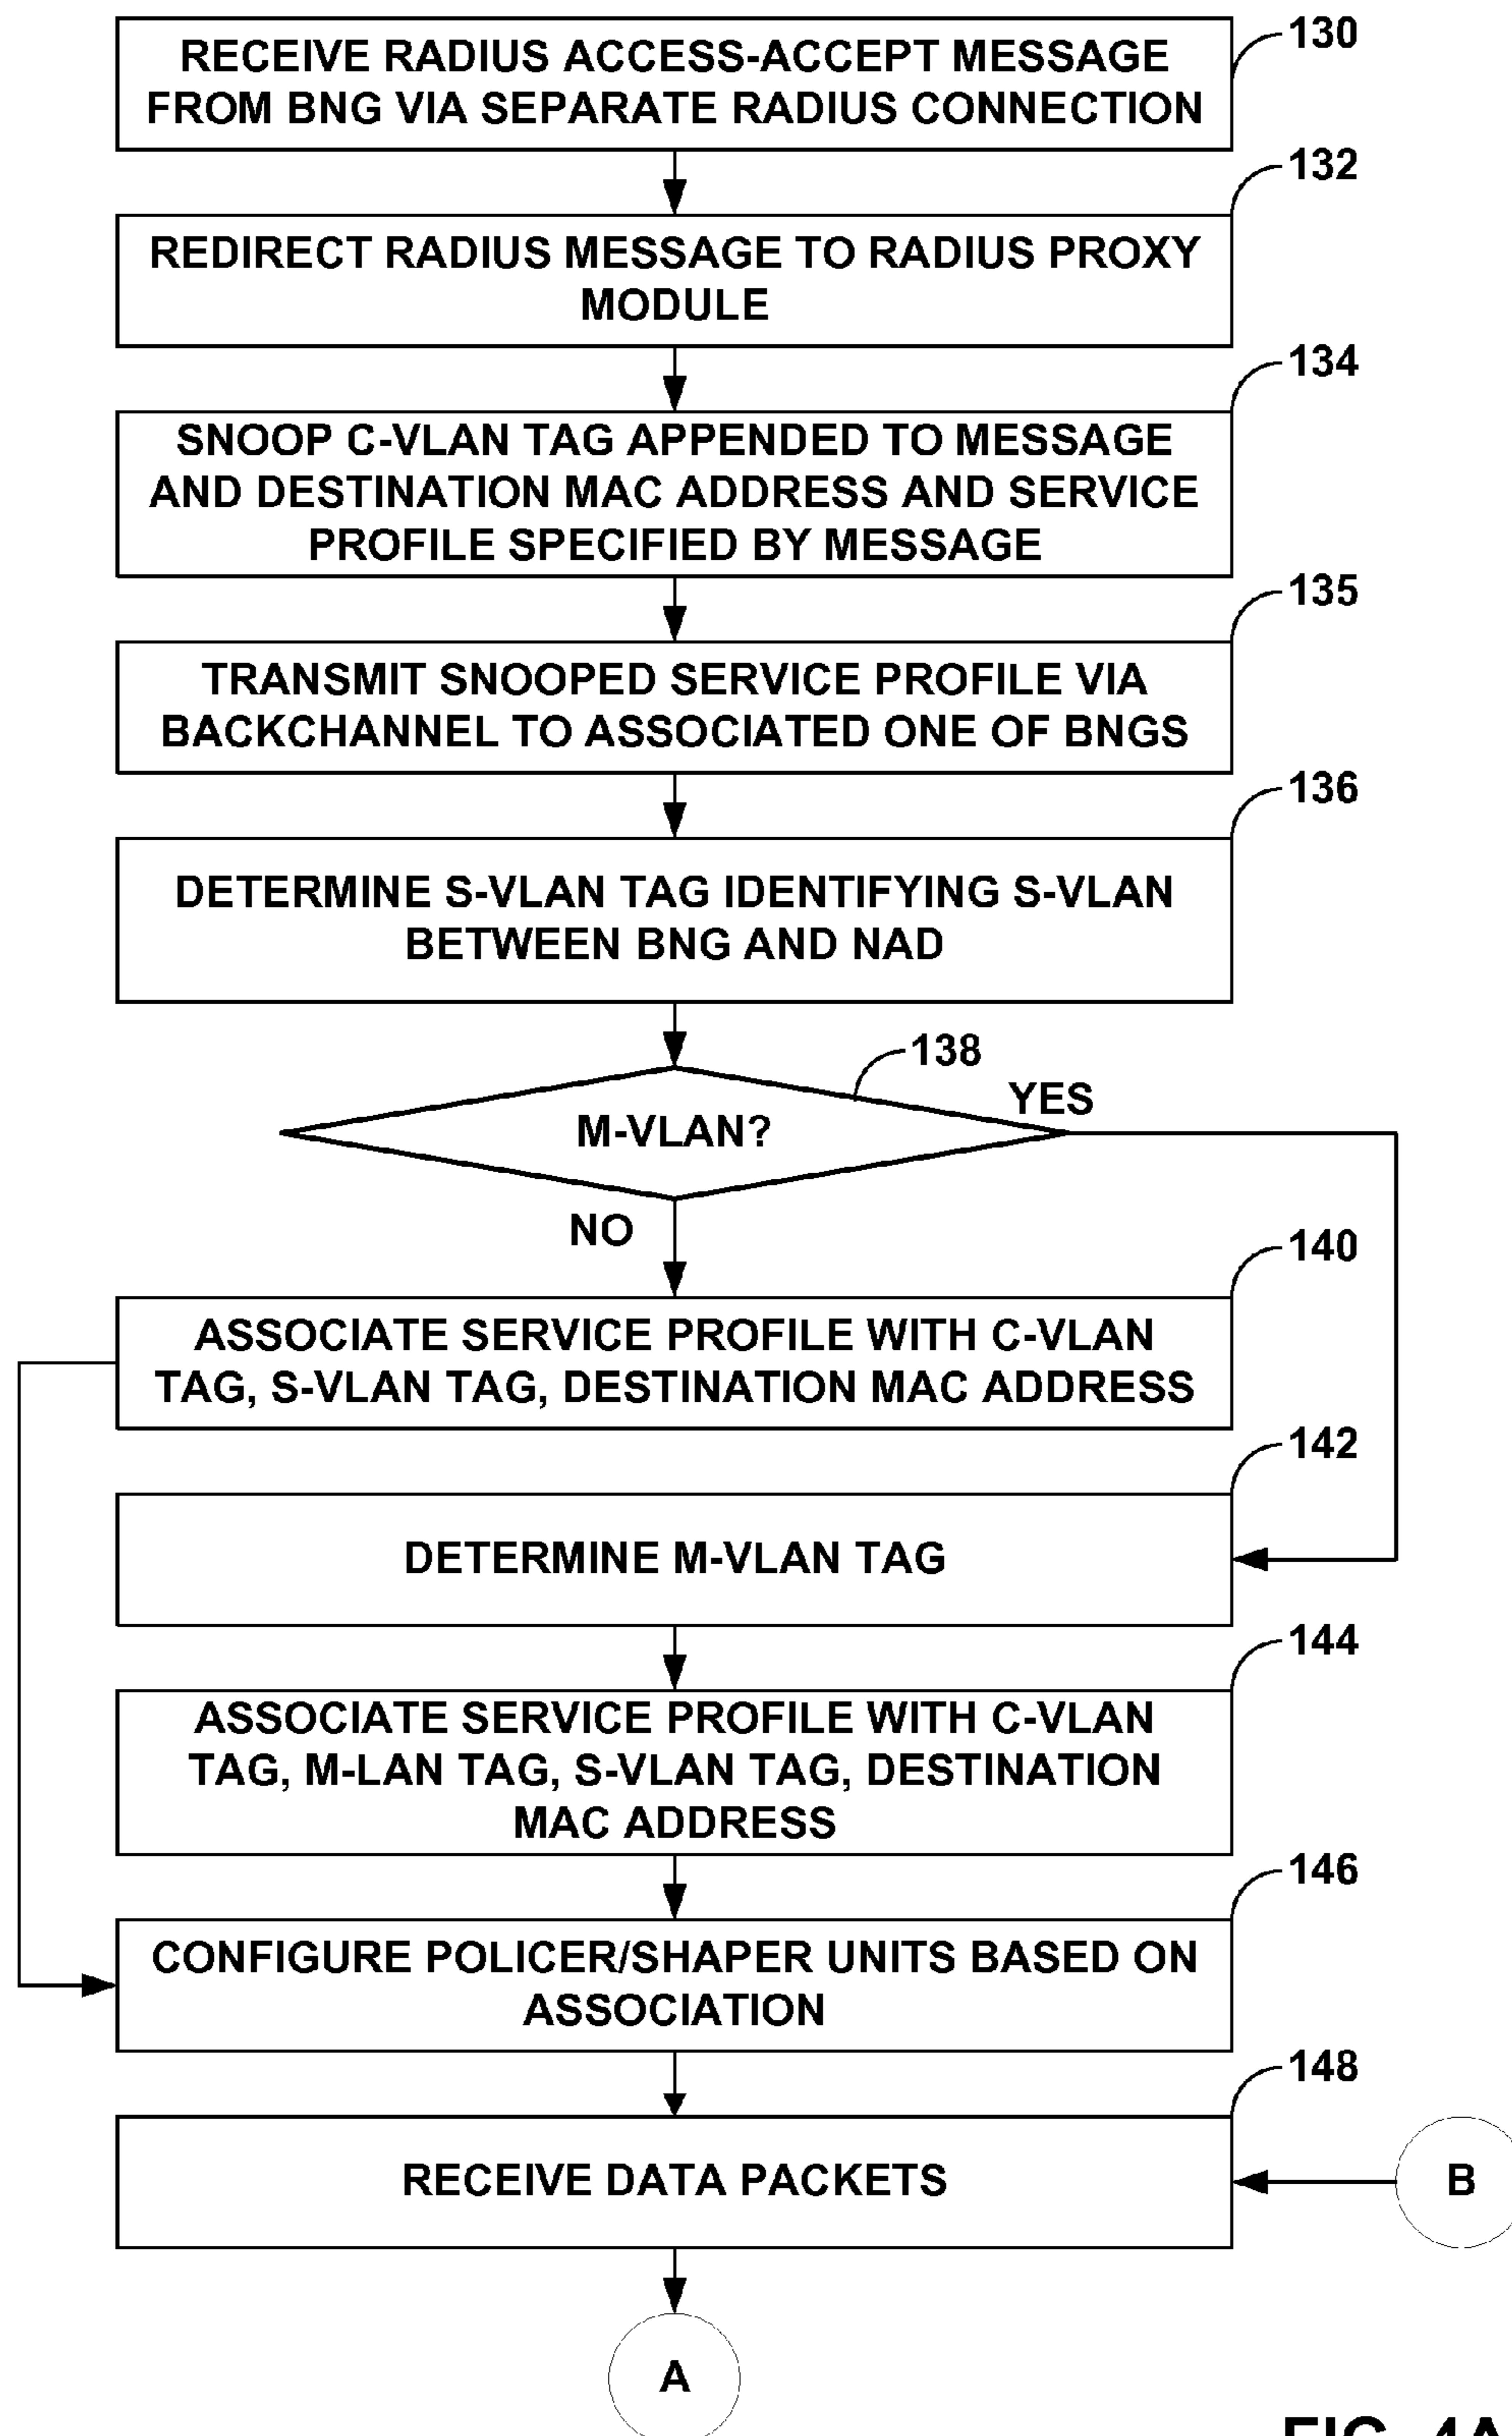 RECEIVE RADIUS ACCESS-ACCEPT MESSAGE
FROM BNG VIA SEPARATE RADIUS CONNECTION
130
REDIRECT RADIUS MESSAGE TO RADIUS PROXY
MODULE
132
SNOOP C-VLAN TAG APPENDED TO MESSAGE
AND DESTINATION MAC ADDRESS AND SERVICE
PROFILE SPECIFIED BY MESSAGE
134
TRANSMIT SNOOPED SERVICE PROFILE VIA
BACKCHANNEL TO ASSOCIATED ONE OF BNGS
135
DETERMINE S-VLAN TAG IDENTIFYING S-VLAN
BETWEEN BNG AND NAD
136
M-VLAN?
138
YES
NO
ASSOCIATE SERVICE PROFILE WITH C-VLAN
TAG, S-VLAN TAG, DESTINATION MAC ADDRESS
140
DETERMINE M-VLAN TAG
142
ASSOCIATE SERVICE PROFILE WITH C-VLAN
TAG, M-LAN TAG, S-VLAN TAG, DESTINATION
MAC ADDRESS
144
CONFIGURE POLICER/SHAPER UNITS BASED ON
ASSOCIATION
146
RECEIVE DATA PACKETS
148
B
A
FIG. 4A